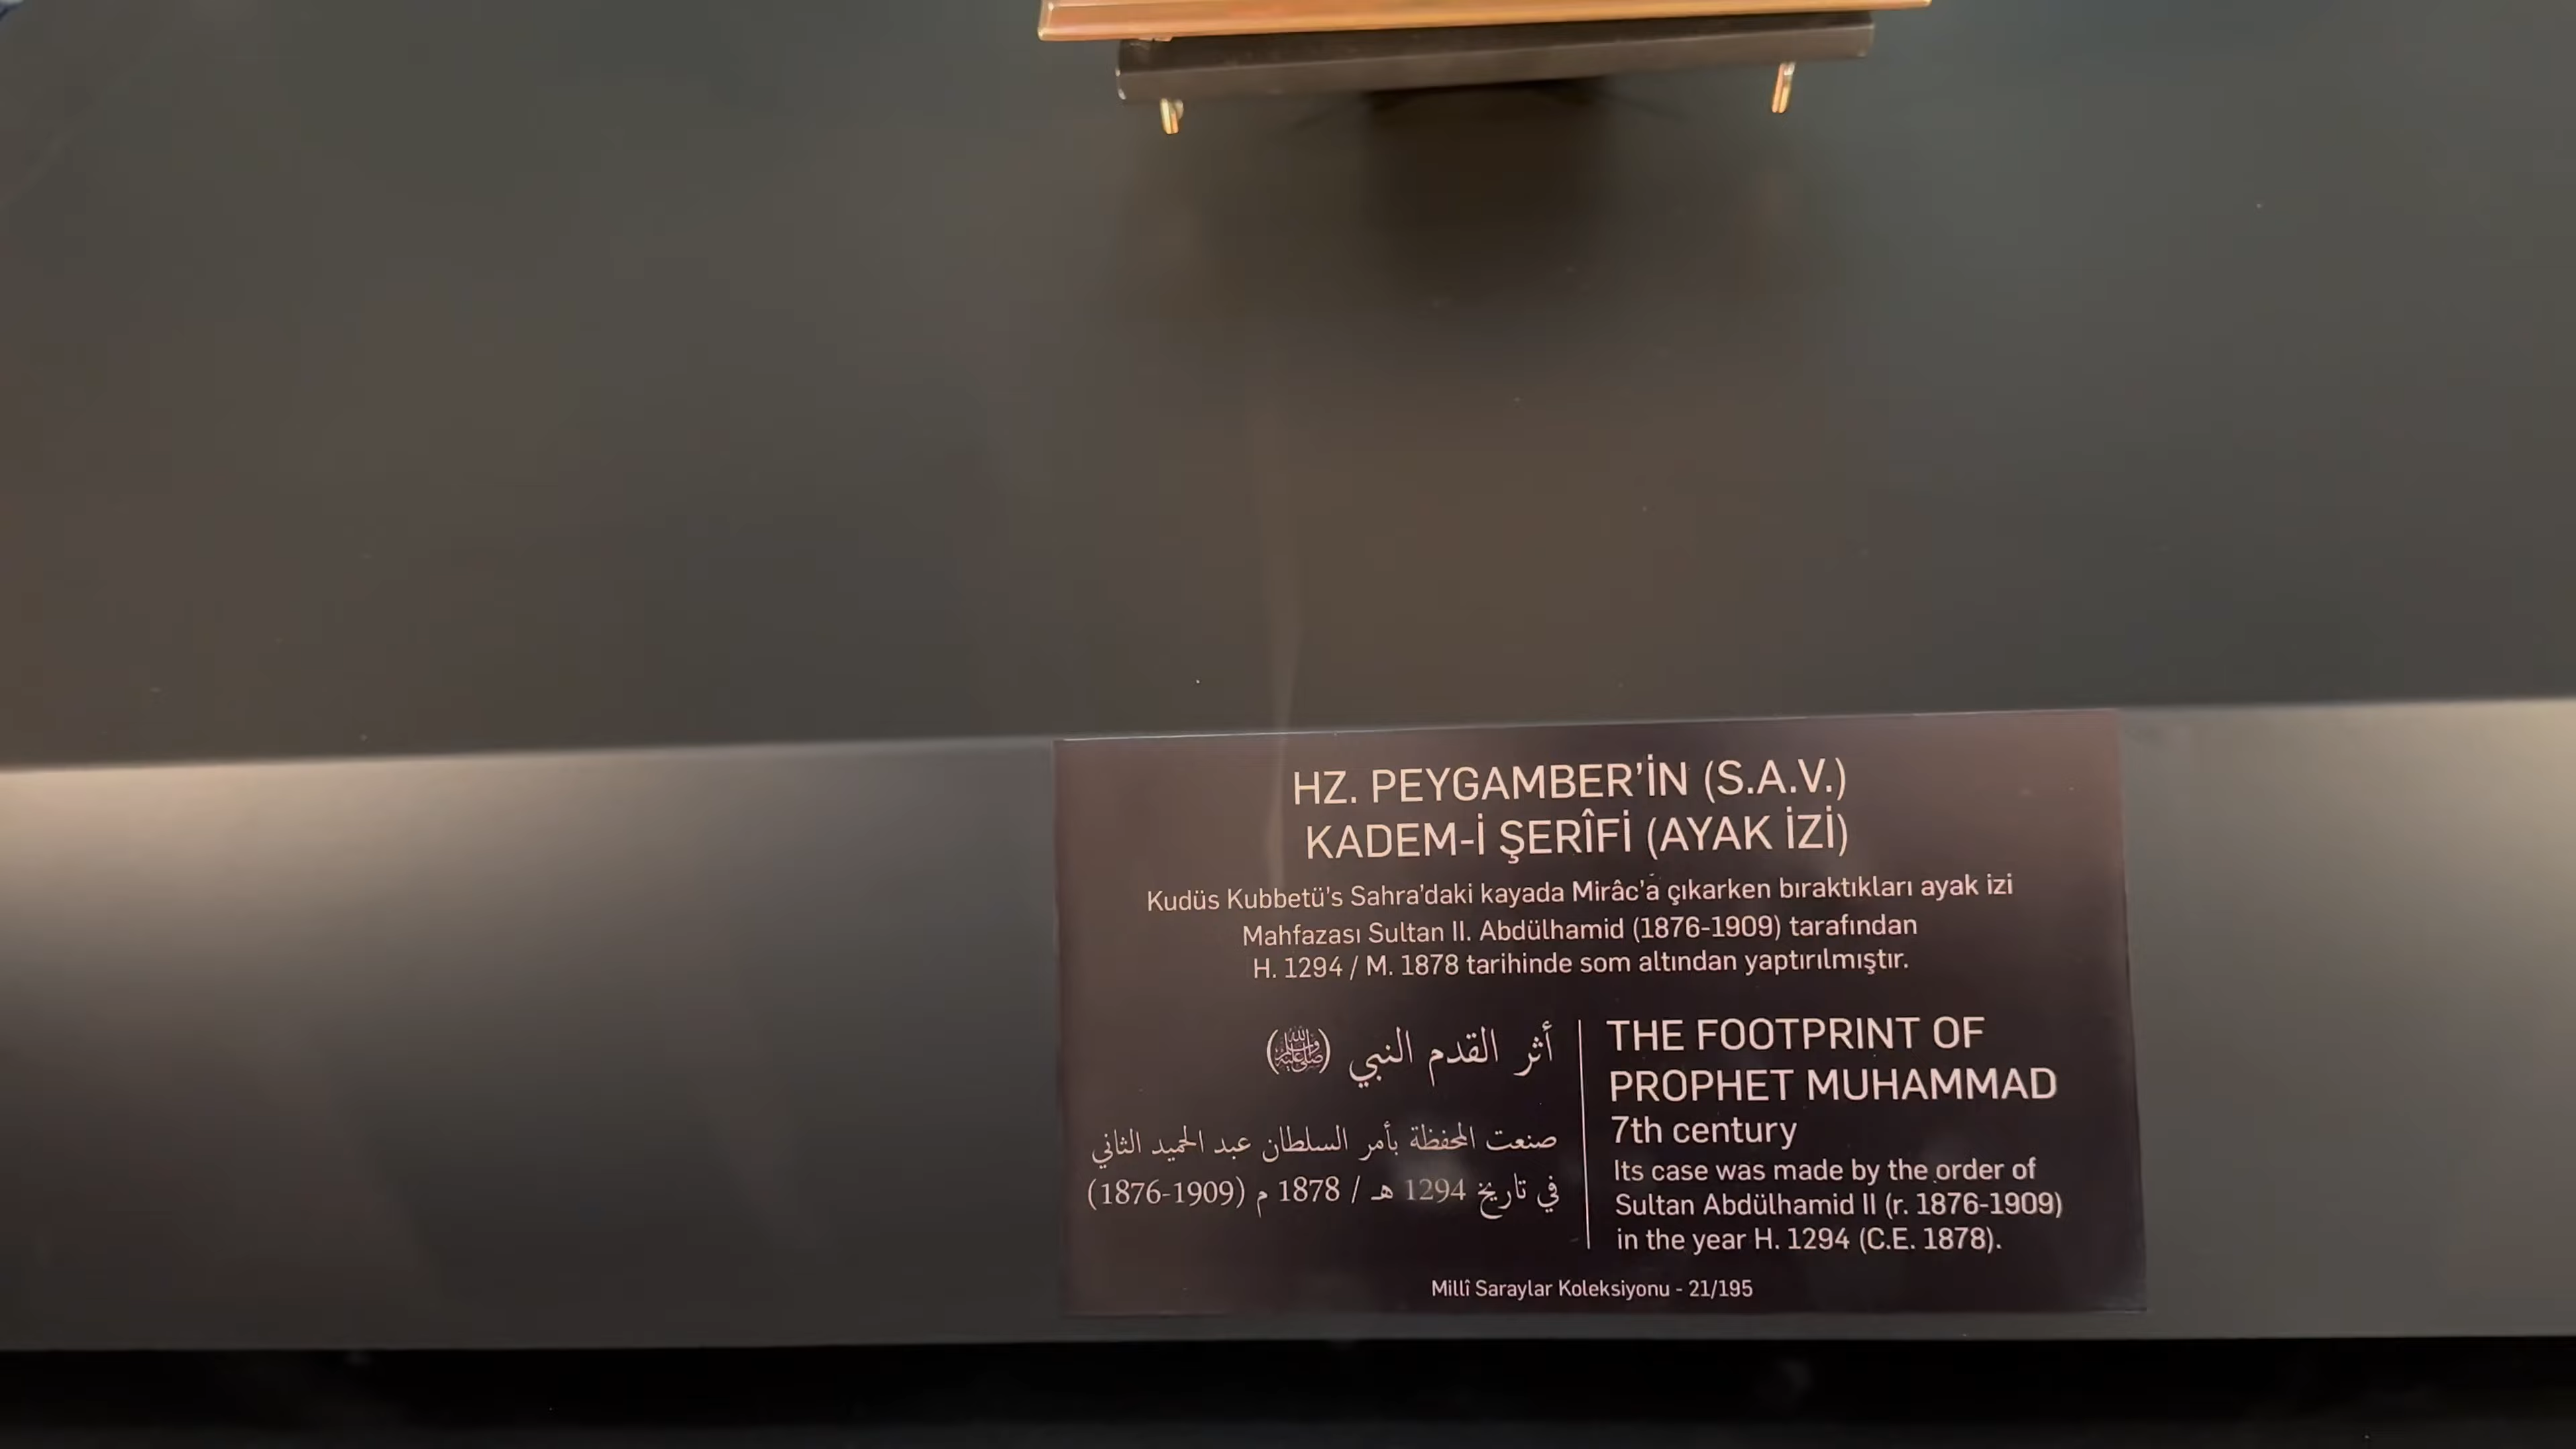 HZ. PEYGAMBER'İN (S.A.V.)
KADEM-İ ŞERÎFİ (AYAK İZİ)
Kudüs Kubbetü's Sahra'daki kayada Mirâc'a çıkarken bıraktıkları ayak izi
Mahfazası Sultan II. Abdülhamid (1876-1909) tarafından
H. 1294 / M. 1878 tarihinde som altından yaptırılmıştır.
أثر القدم النبي (ﷺ)
صنعت المحفظة بأمر السلطان عبد الحميد الثاني
في تاريخ 1294 هـ / 1878 م (1876-1909)
THE FOOTPRINT OF
PROPHET MUHAMMAD
7th century
Its case was made by the order of
Sultan Abdülhamid II (r. 1876-1909)
in the year H. 1294 (C.E. 1878).
Millî Saraylar Koleksiyonu - 21/195